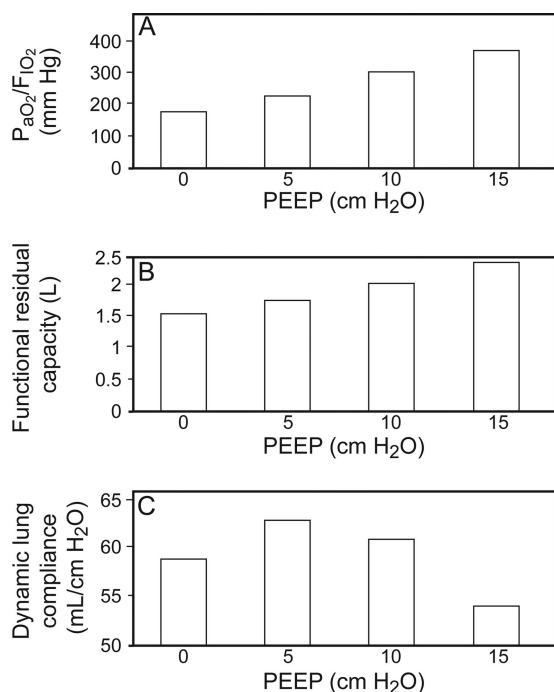 A
PaO2/FIO2
(mm Hg)
400
300
200
100
0
0 5 10 15
PEEP (cm H2O)
B
Functional residual
capacity (L)
2.5
2
1.5
1
0.5
0
0 5 10 15
PEEP (cm H2O)
C
Dynamic lung
compliance
(mL/cm H2O)
65
60
55
50
0 5 10 15
PEEP (cm H2O)